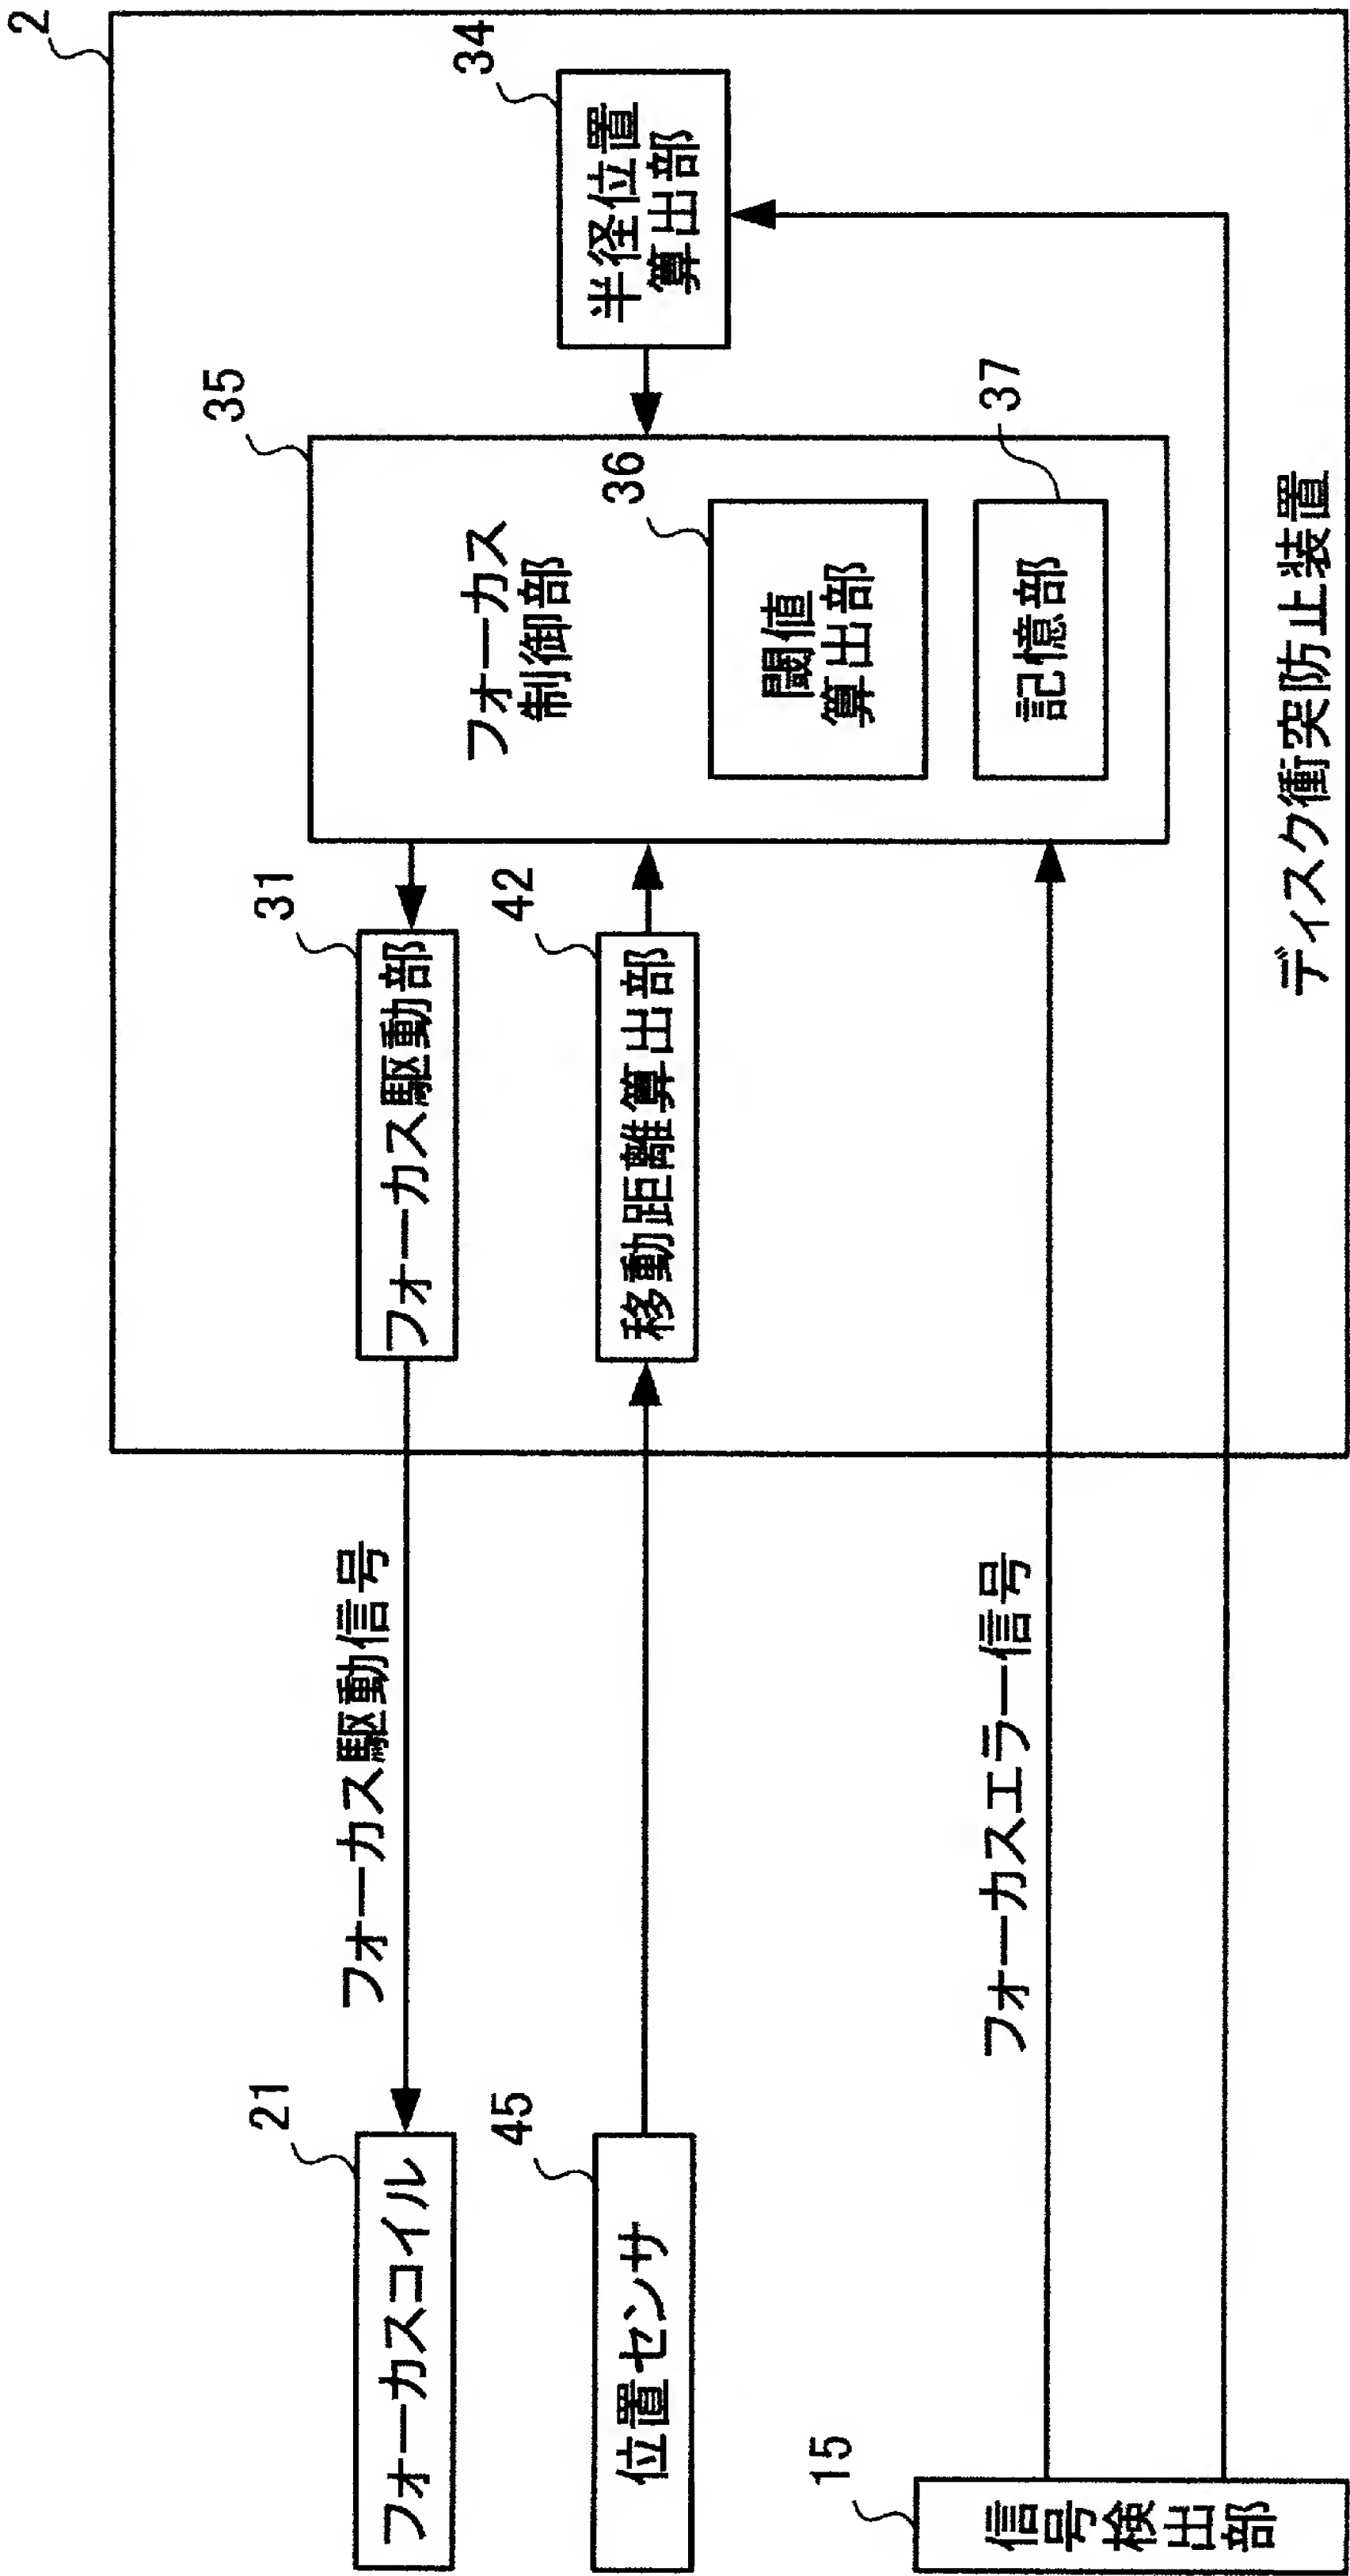 2
21
フォーカスコイル
フォーカス駆動信号
31
フォーカス駆動部
35
フォーカス
制御部
34
半径位置
算出部
45
位置センサ
42
移動距離算出部
36
閾値
算出部
37
記憶部
15
信号検出部
フォーカスエラー信号
ディスク衝突防止装置